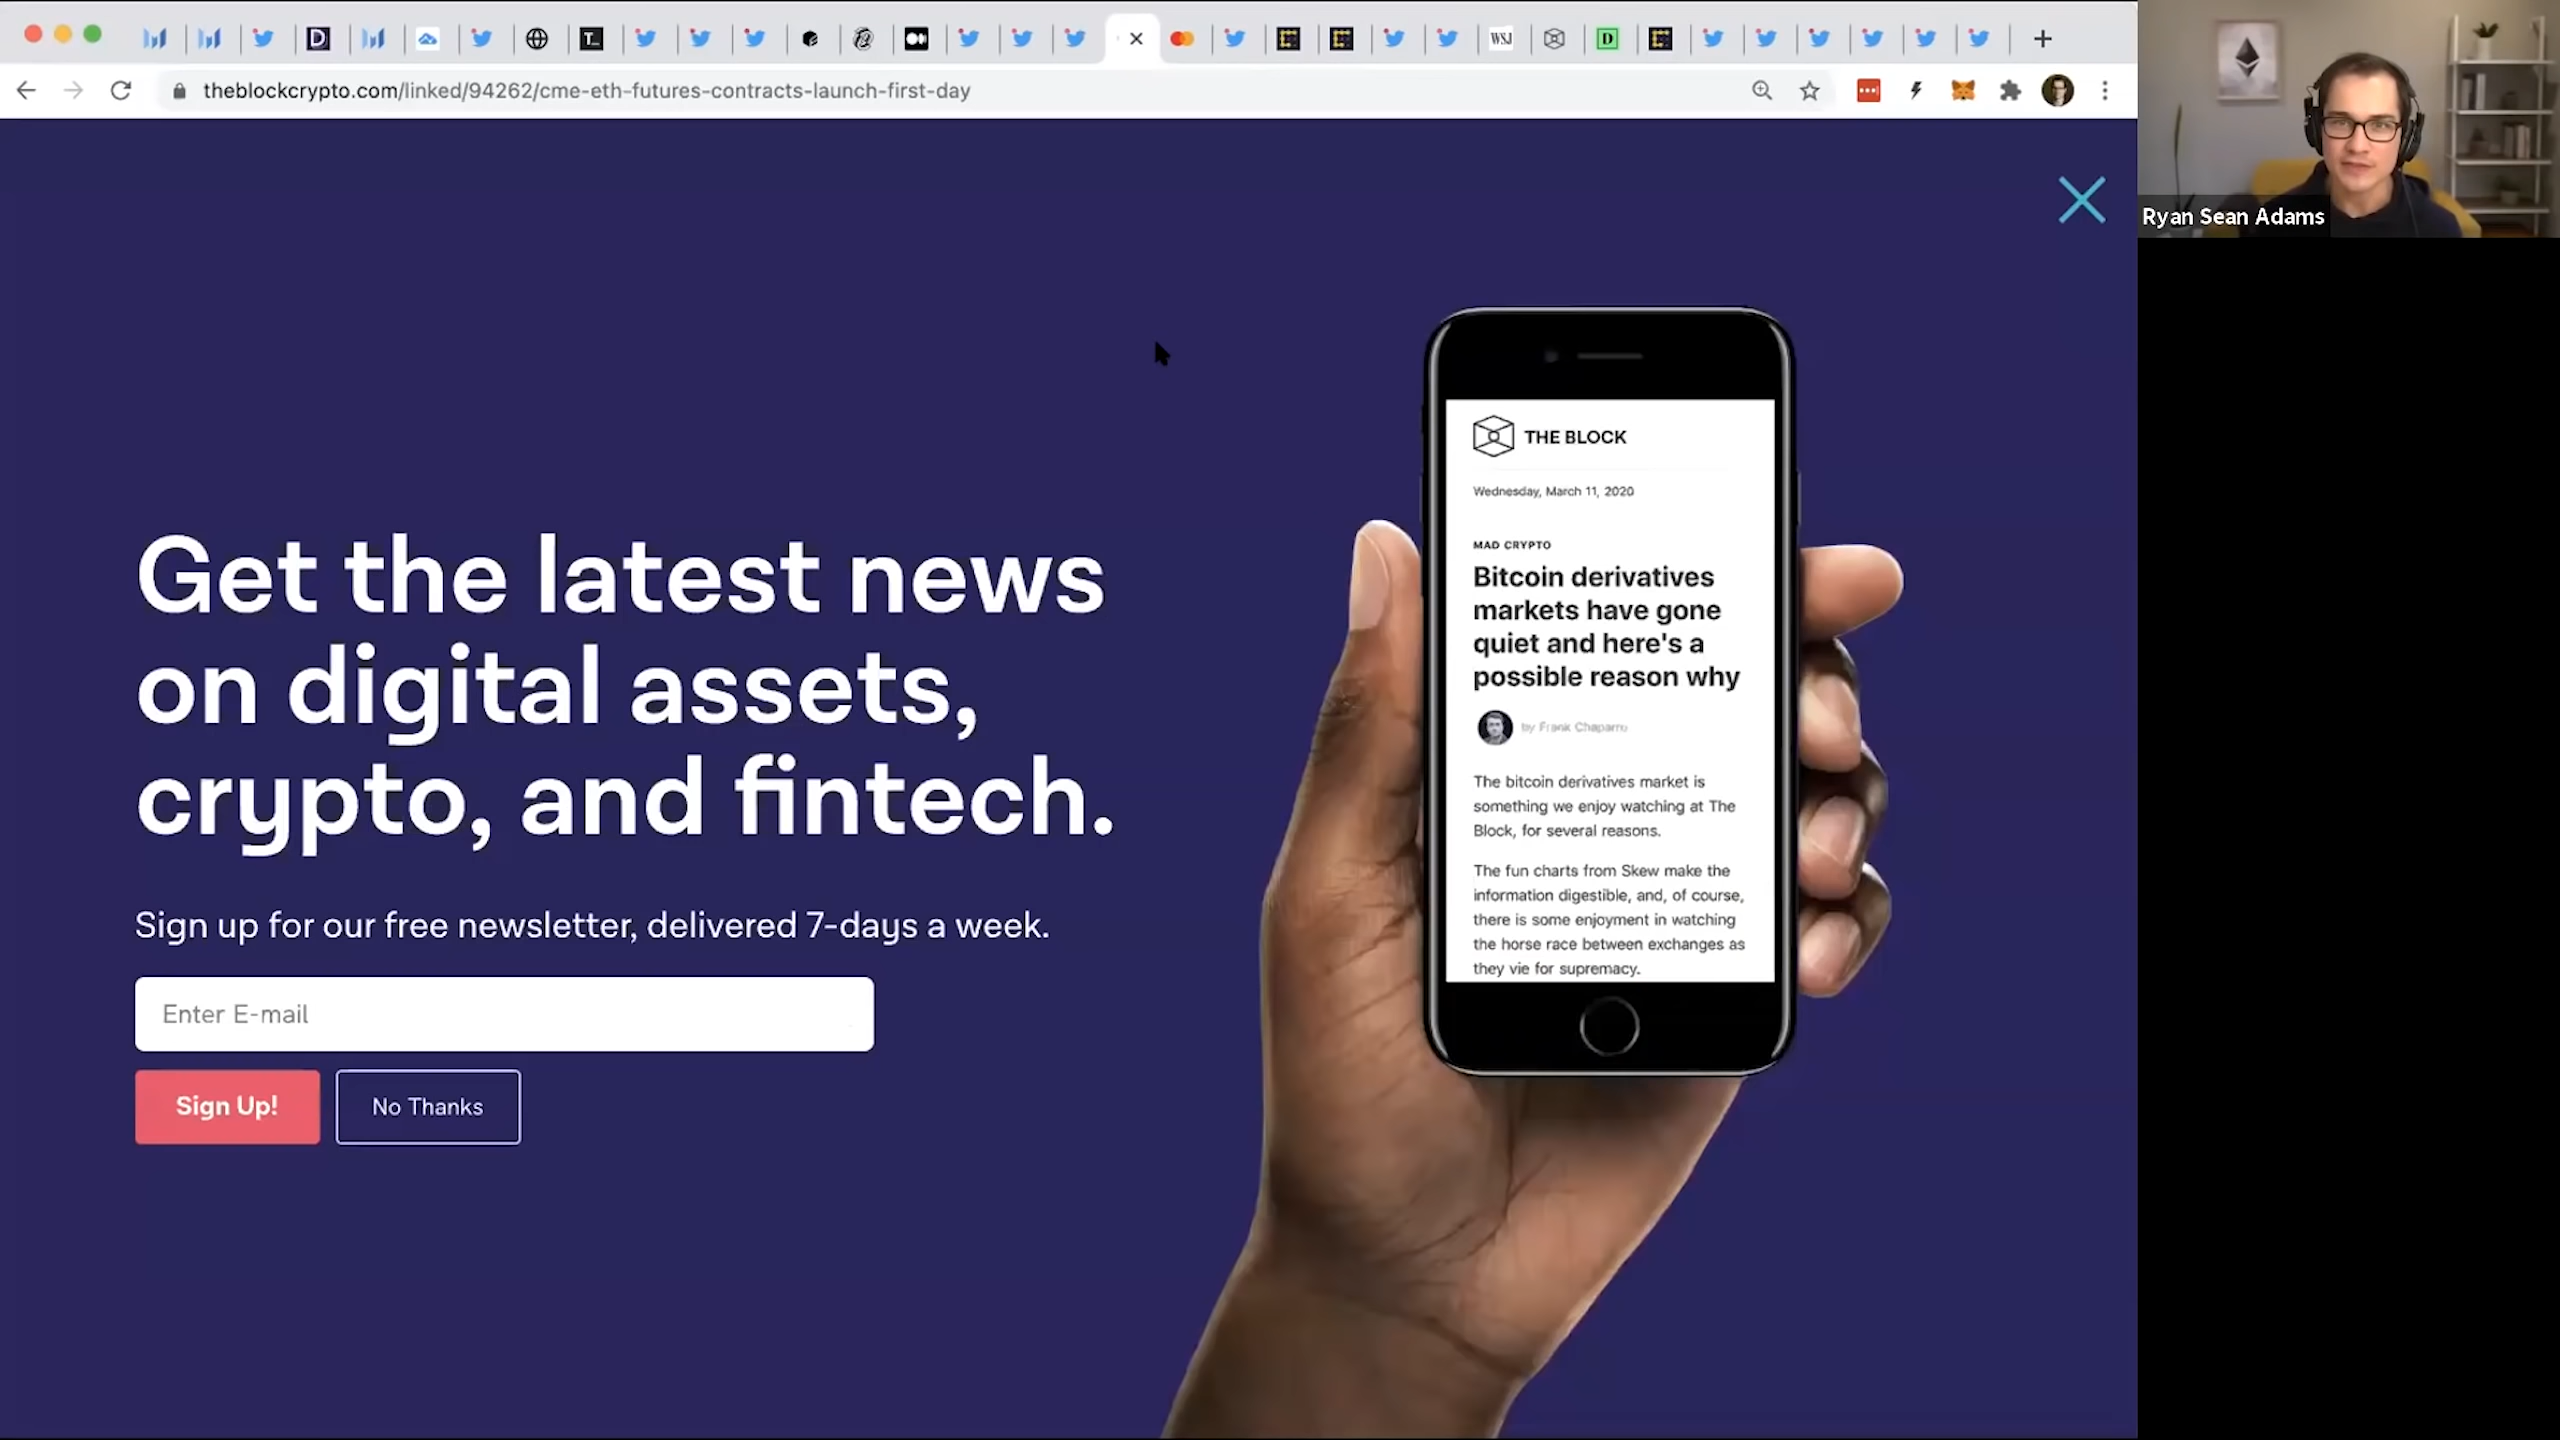 T_
WSJ
D
D
theblockcrypto.com/linked/94262/cme-eth-futures-contracts-launch-first-day
Ryan Sean Adams
Get the latest news
on digital assets,
crypto, and fintech.
Sign up for our free newsletter, delivered 7-days a week.
Enter E-mail
Sign Up!
No Thanks
THE BLOCK
Wednesday, March 11, 2020
MAD CRYPTO
Bitcoin derivatives
markets have gone
quiet and here's a
possible reason why
by Frank Chaparro
The bitcoin derivatives market is
something we enjoy watching at The
Block, for several reasons.
The fun charts from Skew make the
information digestible, and, of course,
there is some enjoyment in watching
the horse race between exchanges as
they vie for supremacy.